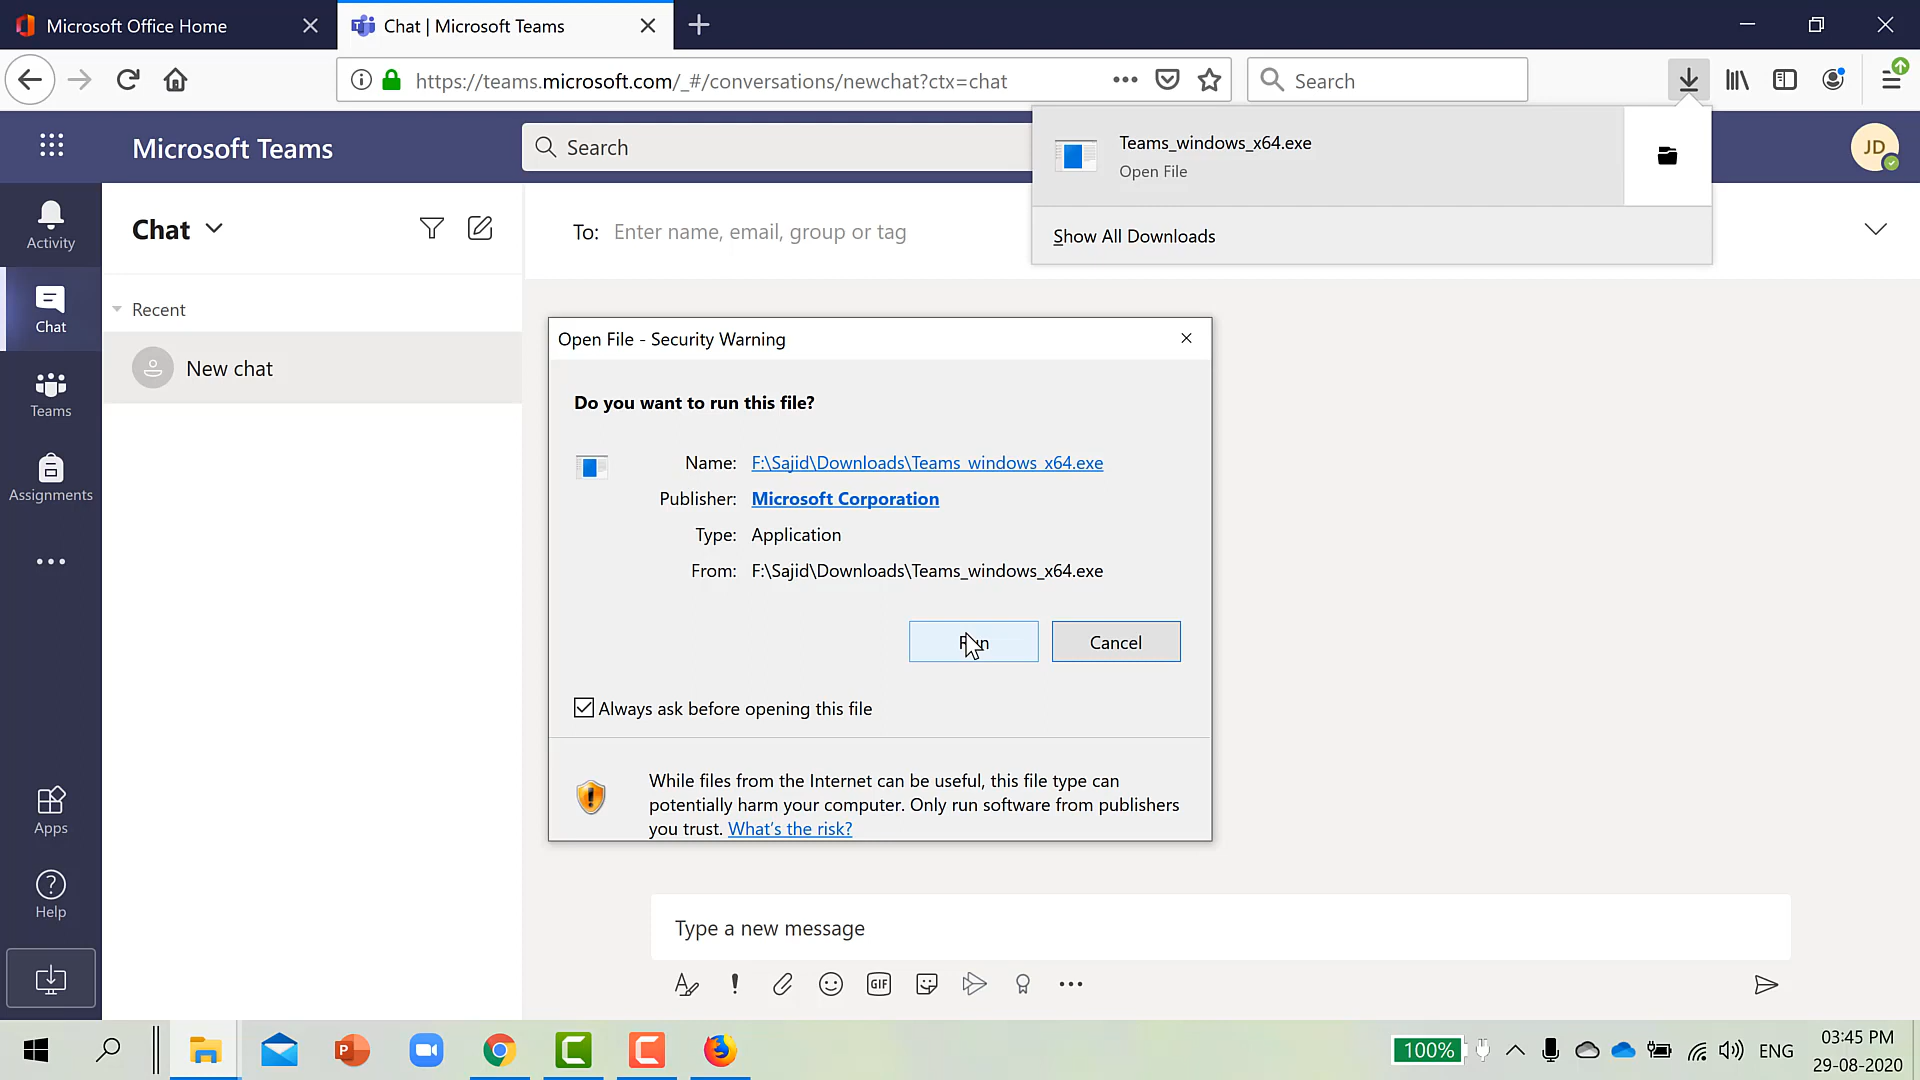 Microsoft Office Home
Chat | Microsoft Teams
https://teams.microsoft.com/_#/conversations/newchat?ctx=chat
Search
Microsoft Teams
Search
Teams_windows_x64.exe
Open File
Show All Downloads
JD
Activity
Chat
Teams
Assignments
Apps
Help
Chat
Recent
New chat
To: Enter name, email, group or tag
Open File - Security Warning
Do you want to run this file?
Name: F:\Sajid\Downloads\Teams_windows_x64.exe
Publisher: Microsoft Corporation
Type: Application
From: F:\Sajid\Downloads\Teams_windows_x64.exe
Run
Cancel
Always ask before opening this file
While files from the Internet can be useful, this file type can
potentially harm your computer. Only run software from publishers
you trust. What's the risk?
Type a new message
GIF
100%
ENG
03:45 PM
29-08-2020